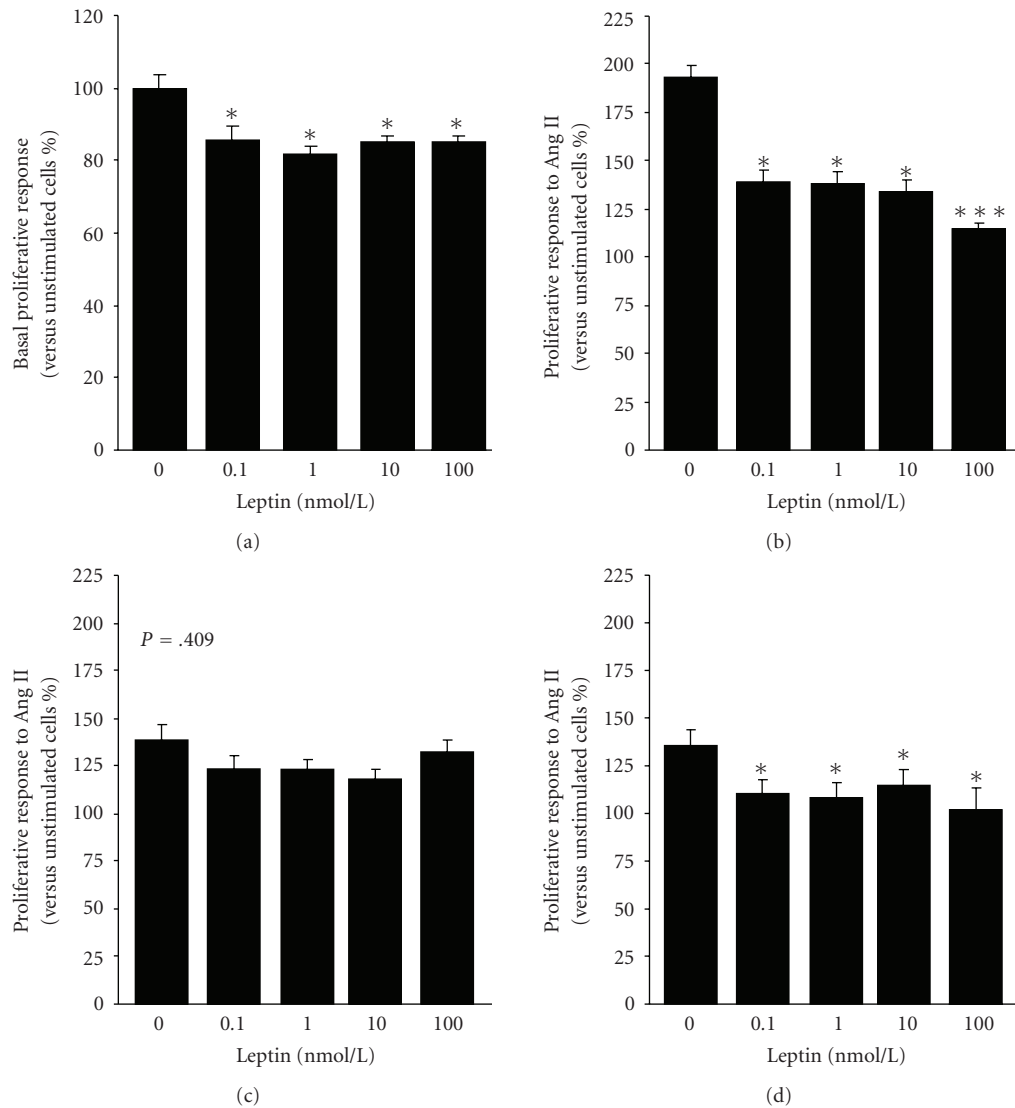 120
100
80
60
40
20
0
Basal proliferative response
(versus unstimulated cells %)
*
*
*
*
0 0.1 1 10 100
Leptin (nmol/L)
(a)
225
200
175
150
125
100
75
50
25
0
Proliferative response to Ang II
(versus unstimulated cells %)
*
*
*
***
0 0.1 1 10 100
Leptin (nmol/L)
(b)
225
200
175
150
125
100
75
50
25
0
Proliferative response to Ang II
(versus unstimulated cells %)
P = .409
0 0.1 1 10 100
Leptin (nmol/L)
(c)
225
200
175
150
125
100
75
50
25
0
Proliferative response to Ang II
(versus unstimulated cells %)
*
*
*
*
0 0.1 1 10 100
Leptin (nmol/L)
(d)